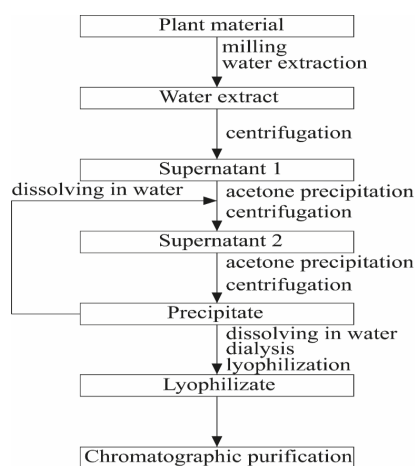 Plant material
milling
water extraction
Water extract
centrifugation
Supernatant 1
dissolving in water
acetone precipitation
centrifugation
Supernatant 2
acetone precipitation
centrifugation
Precipitate
dissolving in water
dialysis
lyophilization
Lyophilizate
Chromatographic purification